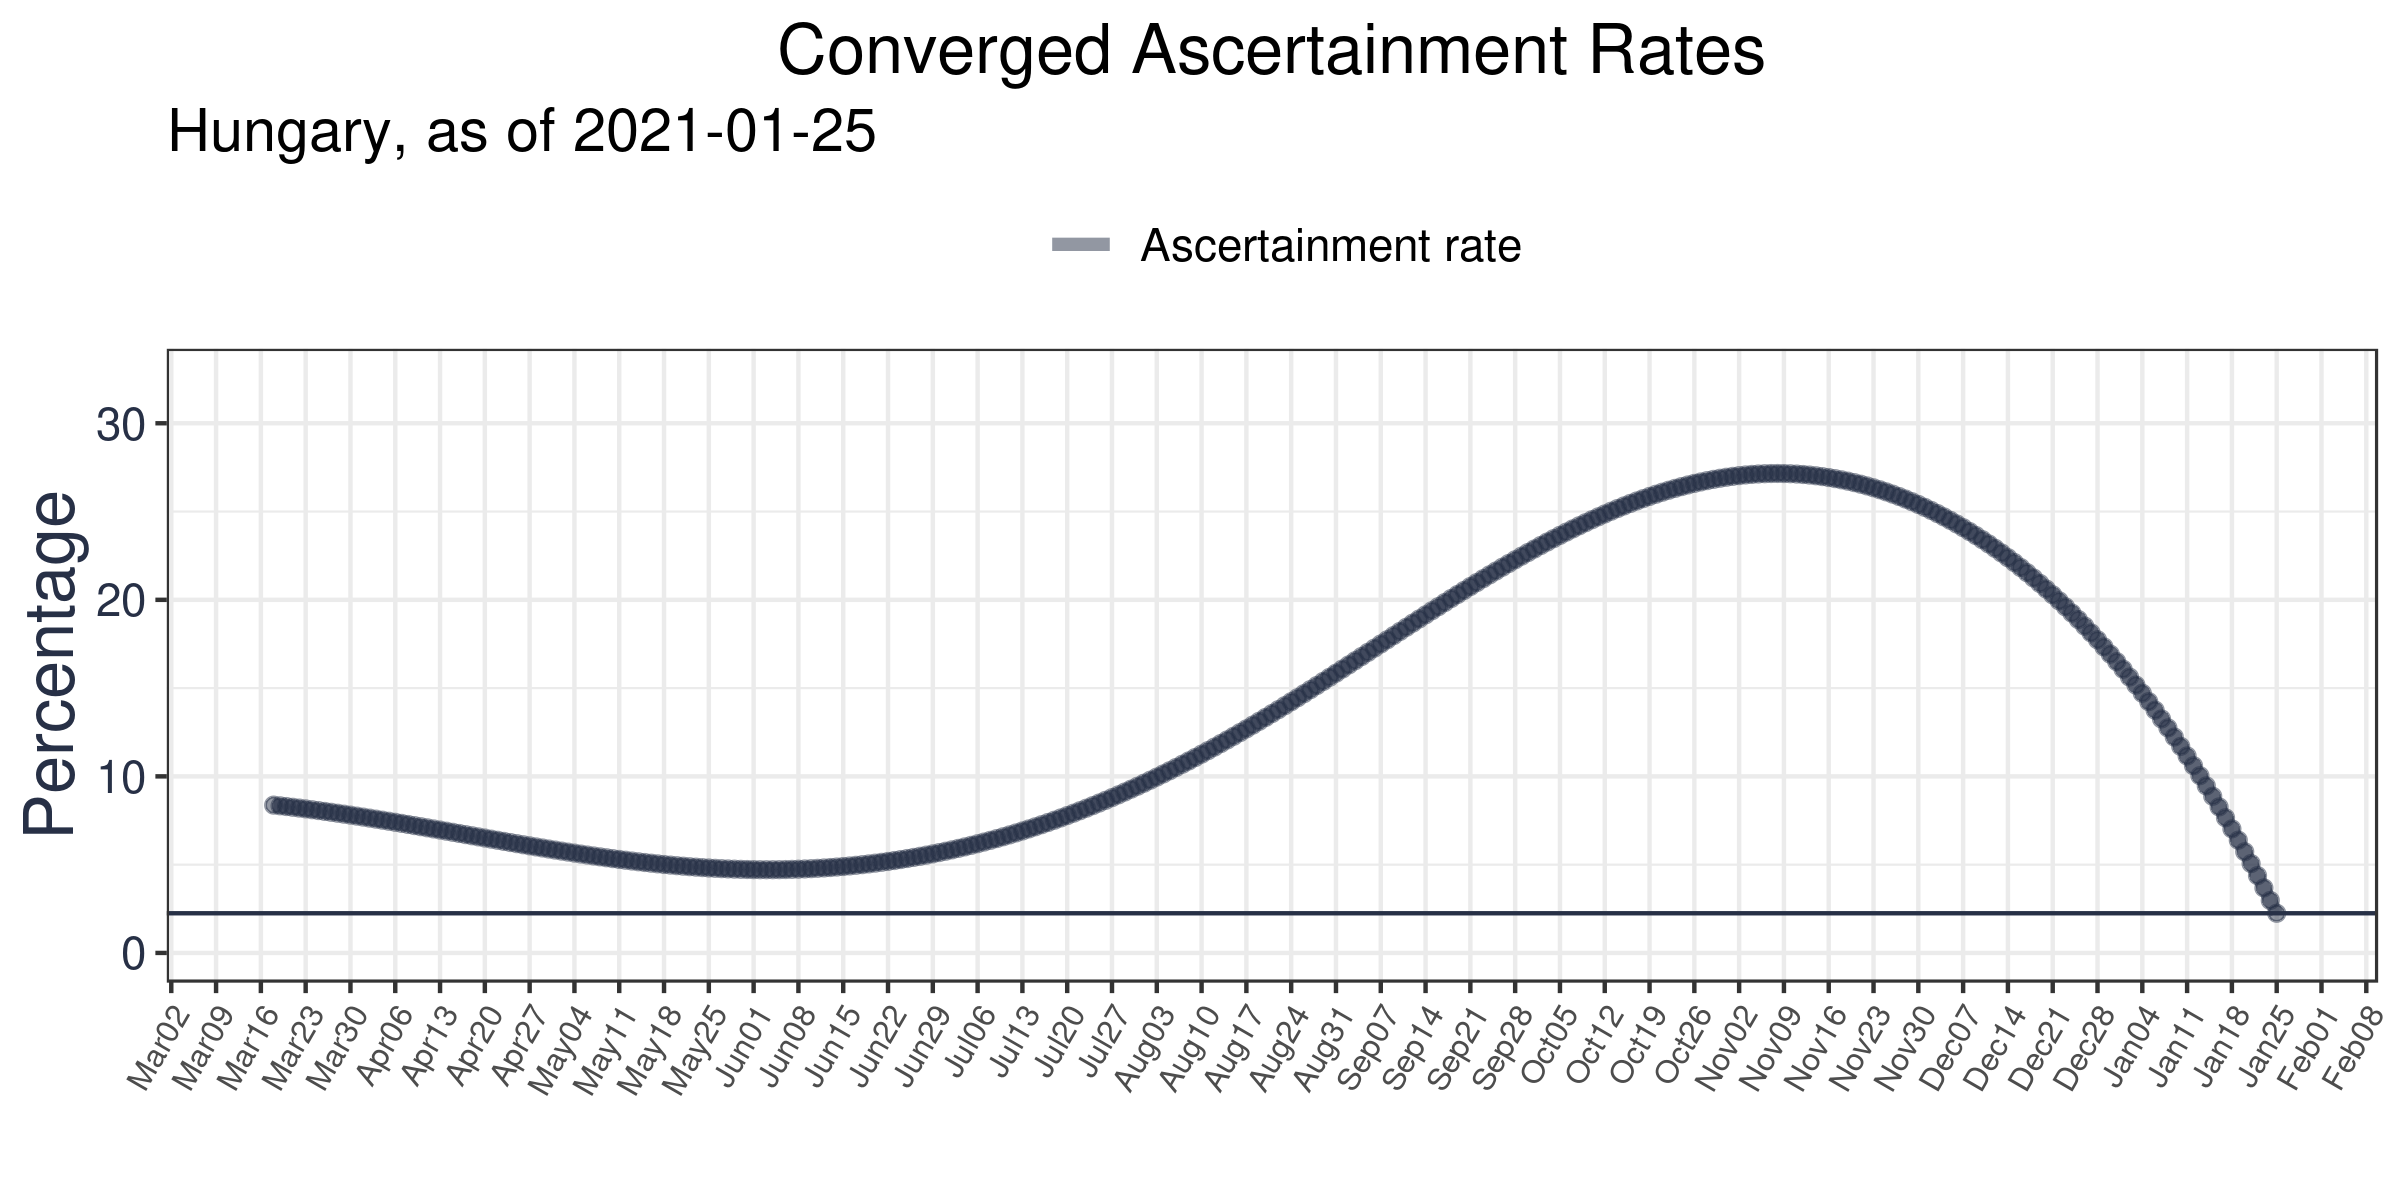 Converged Ascertainment Rates
Hungary, as of 2021-01-25
Ascertainment rate
Percentage
30
20
10
0
Mar02 Mar09 Mar16 Mar23 Mar30 Apr06 Apr13 Apr20 Apr27 May04 May11 May18 May25 Jun01 Jun08 Jun15 Jun22 Jun29 Jul06 Jul13 Jul20 Jul27 Aug03 Aug10 Aug17 Aug24 Aug31 Sep07 Sep14 Sep21 Sep28 Oct05 Oct12 Oct19 Oct26 Nov02 Nov09 Nov16 Nov23 Nov30 Dec07 Dec14 Dec21 Dec28 Jan04 Jan11 Jan18 Jan25 Feb01 Feb08